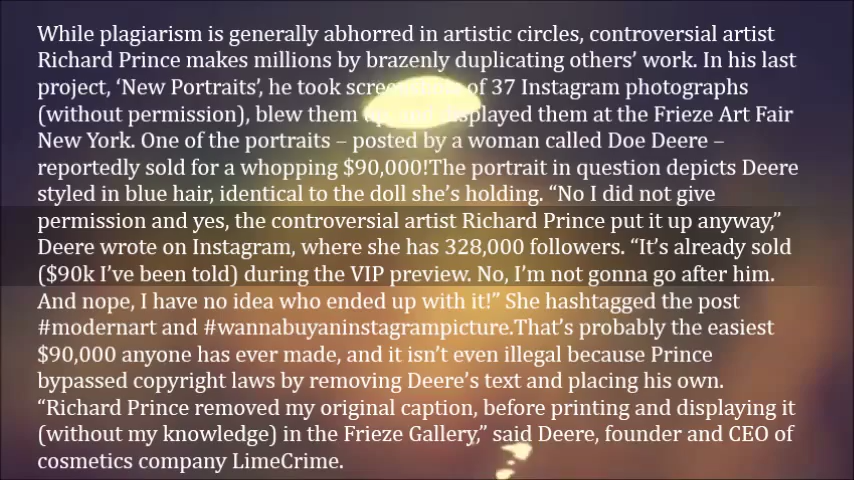 While plagiarism is generally abhorred in artistic circles, controversial artist
Richard Prince makes millions by brazenly duplicating others’ work. In his last
project, ‘New Portraits’, he took screenshots of 37 Instagram photographs
(without permission), blew them up, and displayed them at the Frieze Art Fair
New York. One of the portraits – posted by a woman called Doe Deere –
reportedly sold for a whopping $90,000!The portrait in question depicts Deere
styled in blue hair, identical to the doll she’s holding. “No I did not give
permission and yes, the controversial artist Richard Prince put it up anyway,”
Deere wrote on Instagram, where she has 328,000 followers. “It’s already sold
($90k I’ve been told) during the VIP preview. No, I’m not gonna go after him.
And nope, I have no idea who ended up with it!” She hashtagged the post
#modernart and #wannabuyaninstagrampicture.That’s probably the easiest
$90,000 anyone has ever made, and it isn’t even illegal because Prince
bypassed copyright laws by removing Deere’s text and placing his own.
“Richard Prince removed my original caption, before printing and displaying it
(without my knowledge) in the Frieze Gallery,” said Deere, founder and CEO of
cosmetics company LimeCrime.